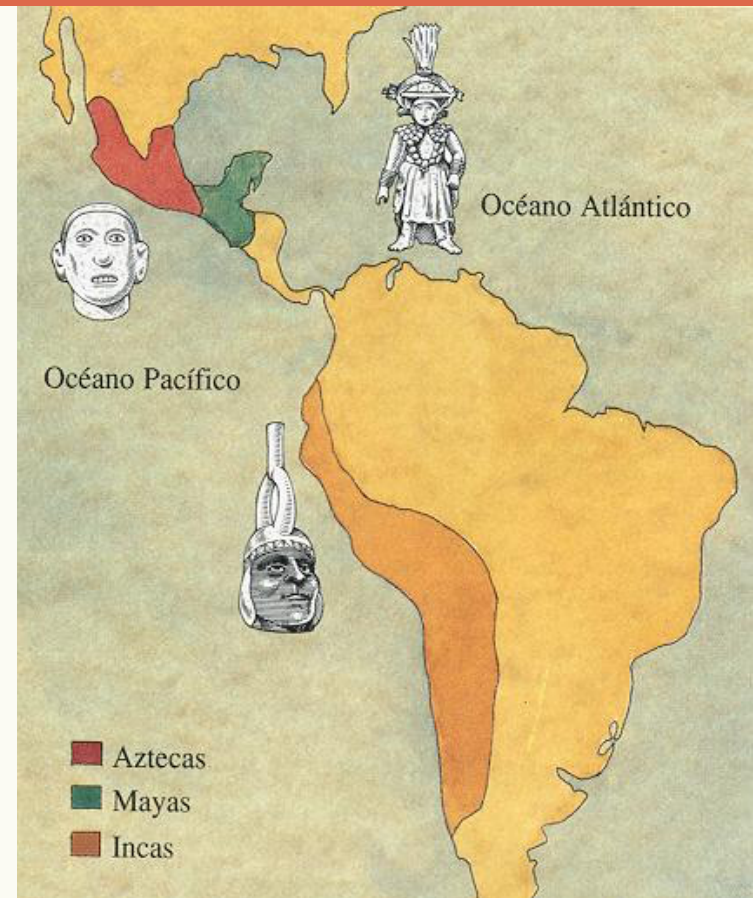 Océano Atlántico
Océano Pacífico
Aztecas
Mayas
Incas